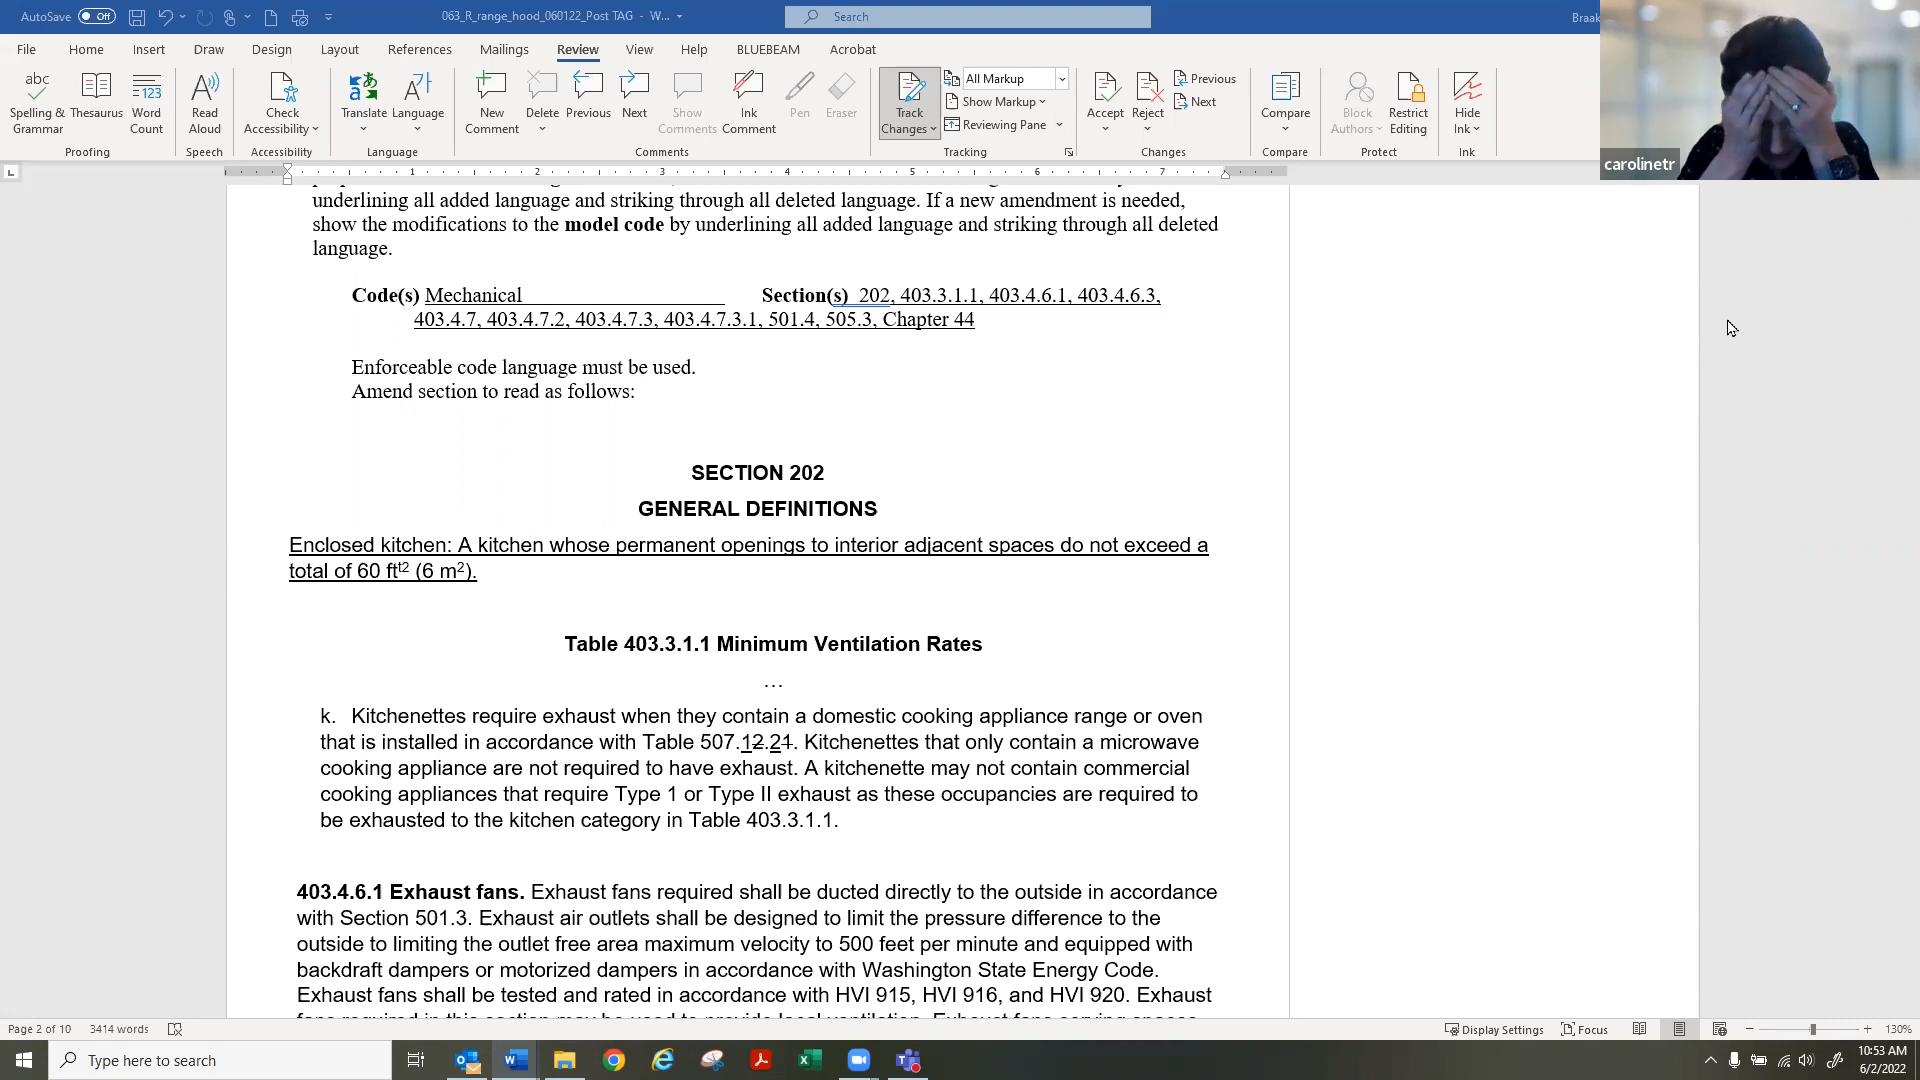 AutoSave Off 063_R_range_hood_060122_Post TAG - W... Search Braak
File Home Insert Draw Design Layout References Mailings Review View Help BLUEBEAM Acrobat
abc Spelling & Grammar
Thesaurus
123 Word Count
Read Aloud
Check Accessibility
Translate
Language
New Comment
Delete
Previous
Next
Show Comments
Ink Comment
Pen
Eraser
Track Changes
All Markup
Show Markup
Reviewing Pane
Accept
Reject
Previous
Next
Compare
Block Authors
Restrict Editing
Hide Ink
Proofing Speech Accessibility Language Comments Tracking Changes Compare Protect Ink
carolinetr
1 2 3 4 5 6 7
underlining all added language and striking through all deleted language. If a new amendment is needed,
show the modifications to the model code by underlining all added language and striking through all deleted
language.
Code(s) Mechanical Section(s) 202, 403.3.1.1, 403.4.6.1, 403.4.6.3,
403.4.7, 403.4.7.2, 403.4.7.3, 403.4.7.3.1, 501.4, 505.3, Chapter 44
Enforceable code language must be used.
Amend section to read as follows:
SECTION 202
GENERAL DEFINITIONS
Enclosed kitchen: A kitchen whose permanent openings to interior adjacent spaces do not exceed a
total of 60 ftt2 (6 m2).
Table 403.3.1.1 Minimum Ventilation Rates
…
k. Kitchenettes require exhaust when they contain a domestic cooking appliance range or oven
that is installed in accordance with Table 507.12.21. Kitchenettes that only contain a microwave
cooking appliance are not required to have exhaust. A kitchenette may not contain commercial
cooking appliances that require Type 1 or Type II exhaust as these occupancies are required to
be exhausted to the kitchen category in Table 403.3.1.1.
403.4.6.1 Exhaust fans. Exhaust fans required shall be ducted directly to the outside in accordance
with Section 501.3. Exhaust air outlets shall be designed to limit the pressure difference to the
outside to limiting the outlet free area maximum velocity to 500 feet per minute and equipped with
backdraft dampers or motorized dampers in accordance with Washington State Energy Code.
Exhaust fans shall be tested and rated in accordance with HVI 915, HVI 916, and HVI 920. Exhaust
fans required in this section may be used to provide local ventilation. Exhaust fans serving spaces
Page 2 of 10 3414 words Display Settings Focus 130%
Type here to search
10:53 AM
6/2/2022